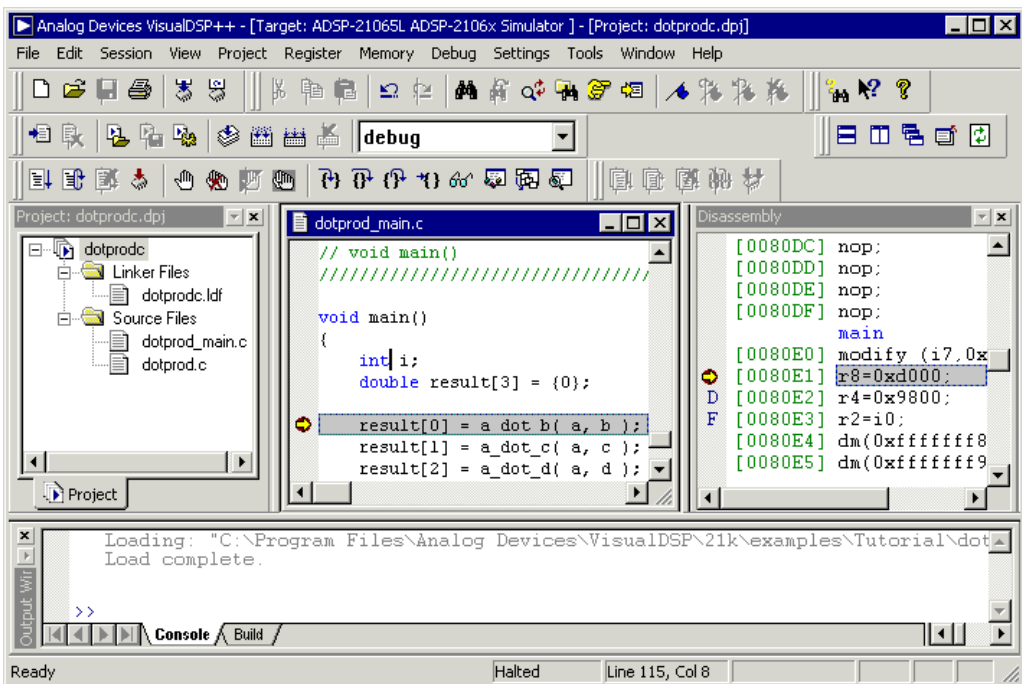 Analog Devices VisualDSP++ - [Target: ADSP-21065L ADSP-2106x Simulator ] - [Project: dotprodc.dpj]
File Edit Session View Project Register Memory Debug Settings Tools Window Help
debug
Project: dotprodc.dpj
dotprodc
Linker Files
dotprodc.ldf
Source Files
dotprod_main.c
dotprod.c
Project
dotprod_main.c
// void main()
/////////////////////////////////
void main()
{
int i;
double result[3] = {0};
result[0] = a_dot_b( a, b );
result[1] = a_dot_c( a, c );
result[2] = a_dot_d( a, d );
Disassembly
[0080DC] nop;
[0080DD] nop;
[0080DE] nop;
[0080DF] nop;
main
[0080E0] modify (i7,0x
[0080E1] r8=0xd000;
D [0080E2] r4=0x9800;
F [0080E3] r2=i0;
[0080E4] dm(0xfffffff8
[0080E5] dm(0xfffffff9
Output Wir
Loading: "C:\Program Files\Analog Devices\VisualDSP\21k\examples\Tutorial\dot
Load complete.
>>
Console Build
Ready Halted Line 115, Col 8